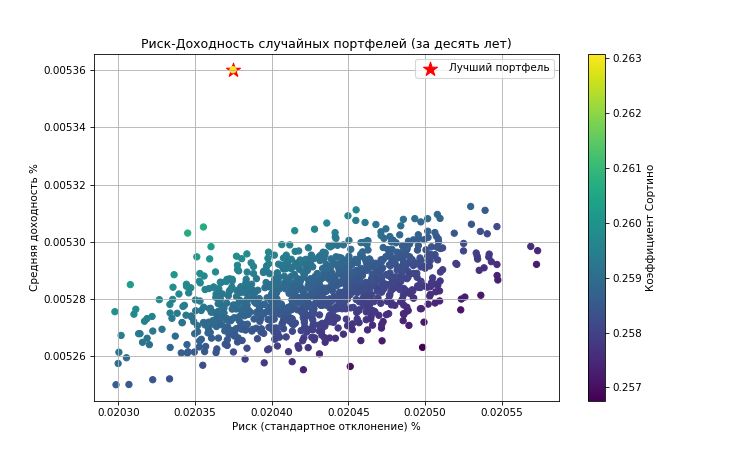 Риск-Доходность случайных портфелей (за десять лет)
Лучший портфель
Средняя доходность %
0.00536
0.00534
0.00532
0.00530
0.00528
0.00526
0.02030 0.02035 0.02040 0.02045 0.02050 0.02055
Риск (стандартное отклонение) %
0.263
0.262
0.261
0.260
0.259
0.258
0.257
Коэффициент Сортино